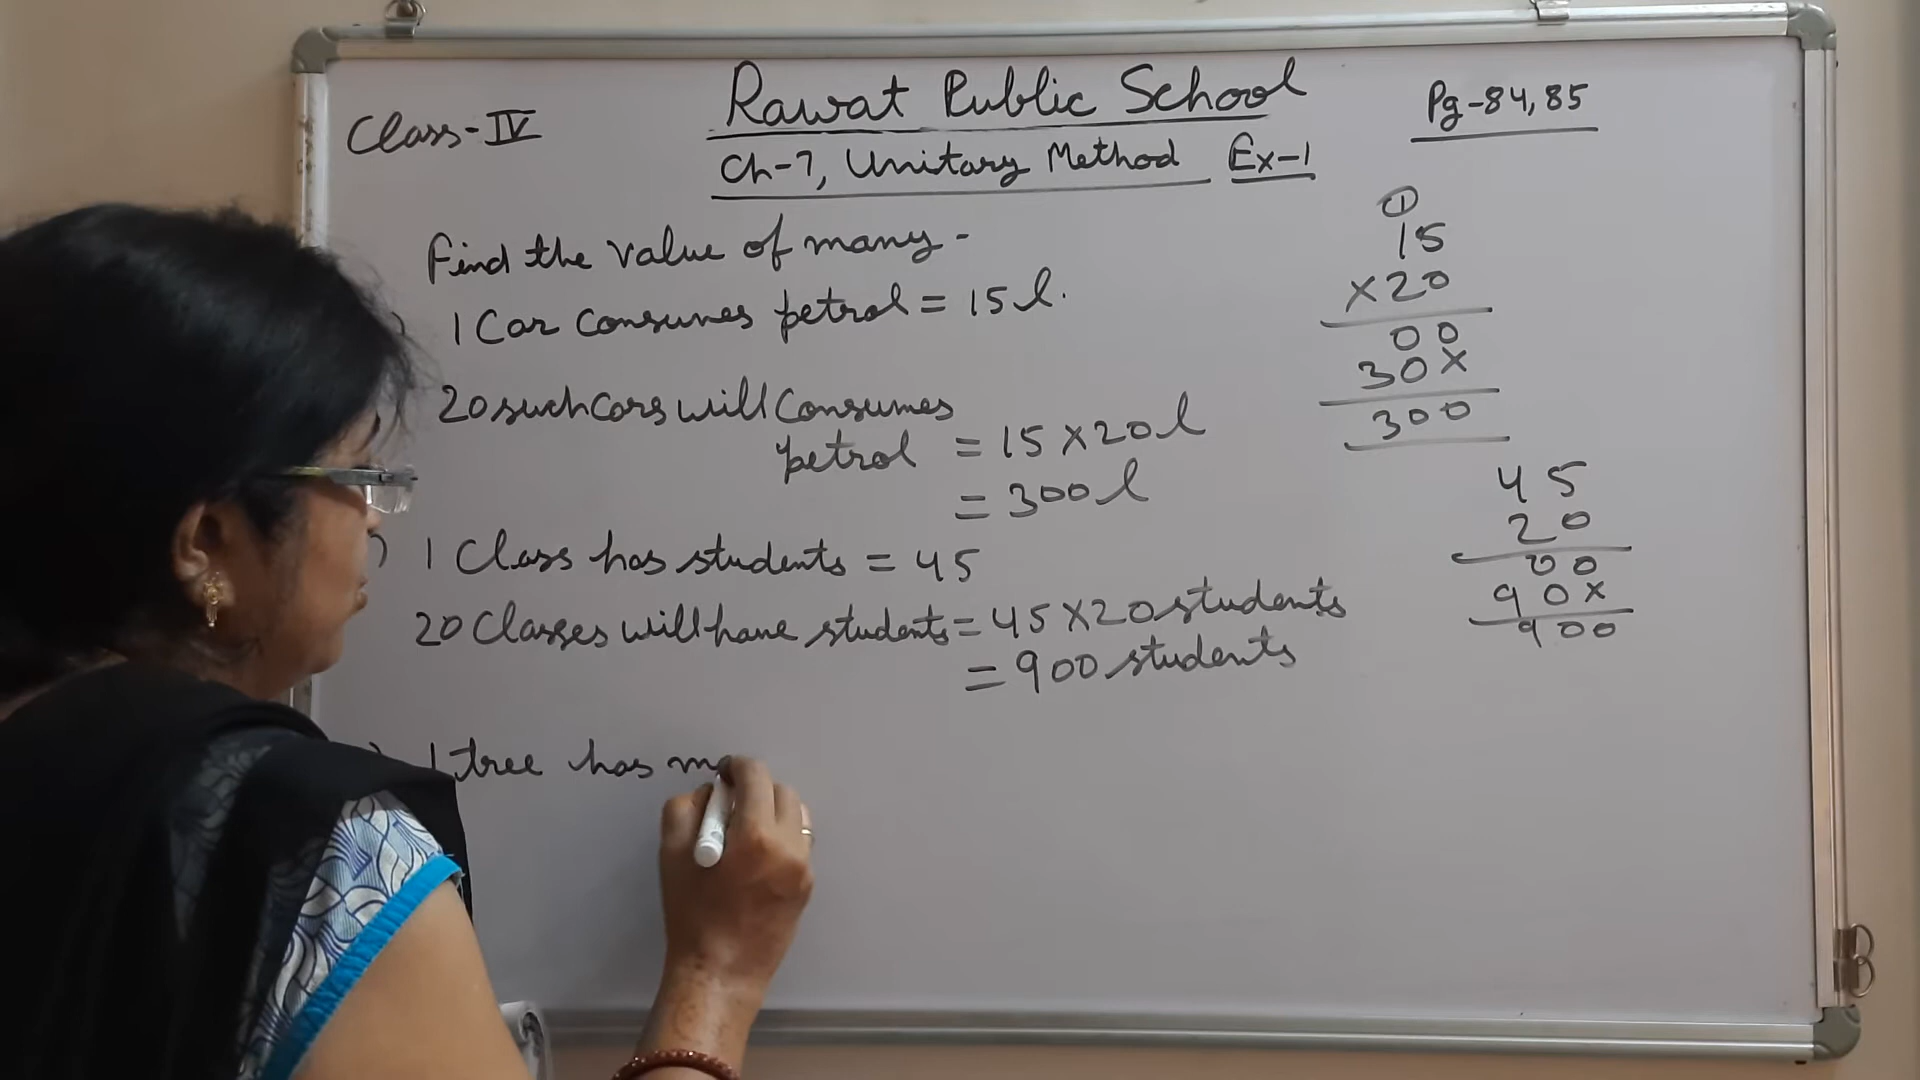 Rawat Public School
Class-IV
Pg-84,85
Ch-7, Unitary Method Ex-1
Find the value of many-
1 Car Consumes petrol = 15 l.
20 such cars will Consumes
petrol = 15 × 20 l
= 300 l
) 1 Class has students = 45
20 Classes will have students = 45 × 20 students
= 900 students
) 1 tree has
1
15
×20
00
30×
300
45
20
00
90×
900